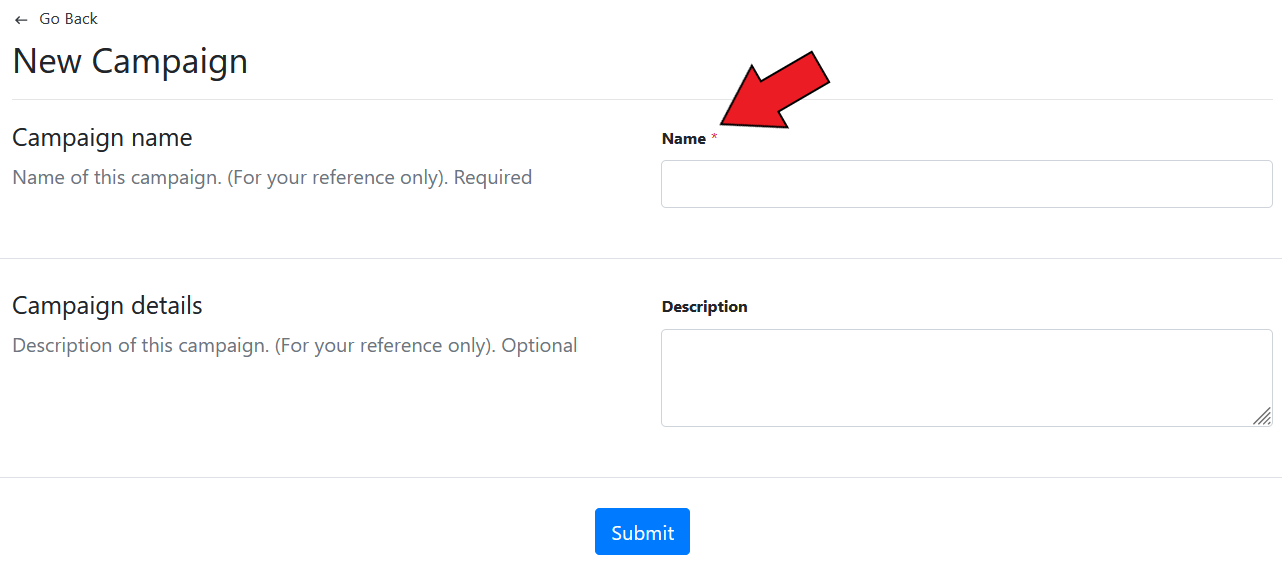 ← Go Back
New Campaign
Campaign name
Name of this campaign. (For your reference only). Required
Name *
Campaign details
Description of this campaign. (For your reference only). Optional
Description
Submit